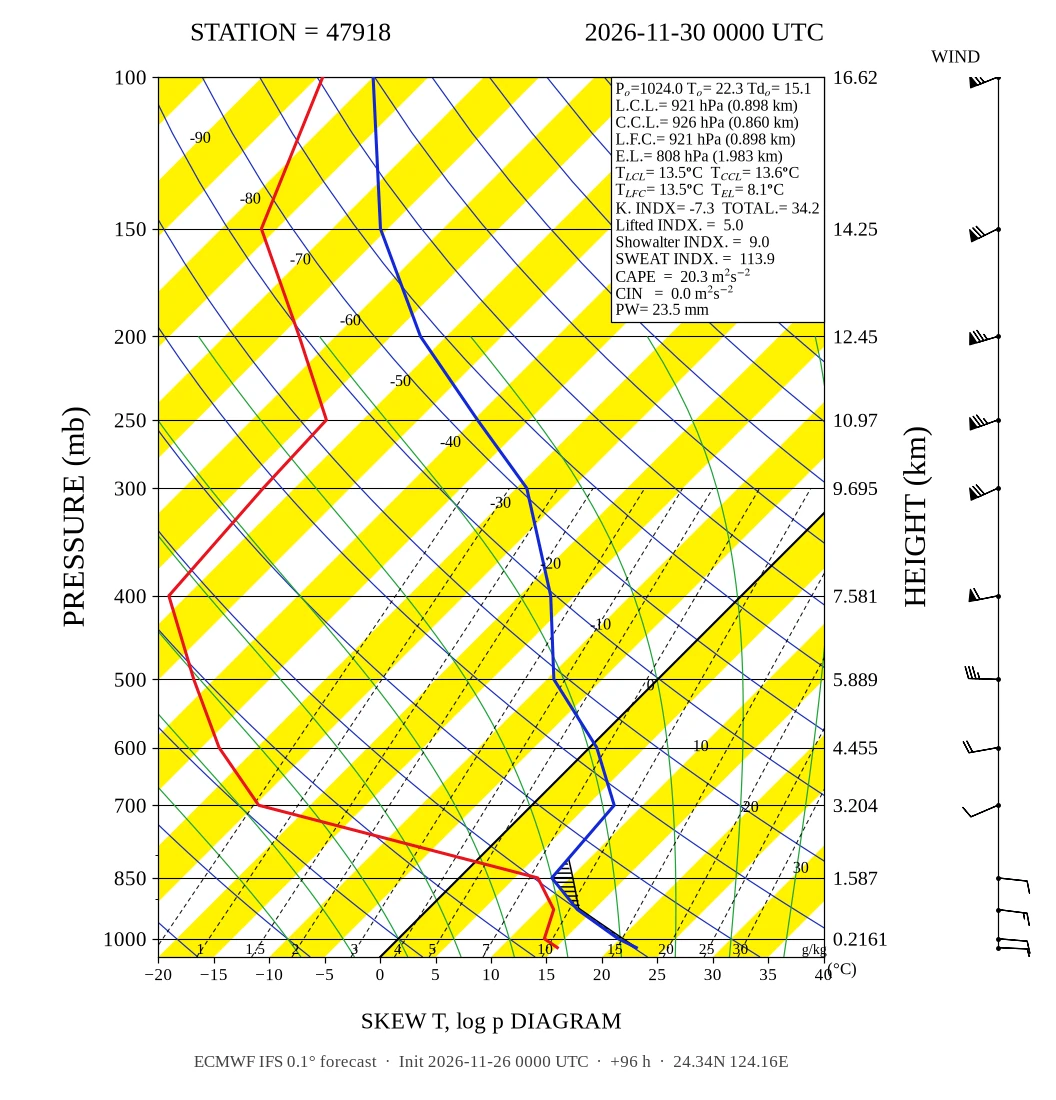 STATION = 47918 2026-11-30 0000 UTC
WIND
100 16.62
Pₒ=1024.0 Tₒ= 22.3 Tdₒ= 15.1
L.C.L.= 921 hPa (0.898 km)
C.C.L.= 926 hPa (0.860 km)
L.F.C.= 921 hPa (0.898 km)
E.L.= 808 hPa (1.983 km)
T_LCL= 13.5°C T_CCL= 13.6°C
T_LFC= 13.5°C T_EL= 8.1°C
K. INDX= -7.3 TOTAL.= 34.2
Lifted INDX. = 5.0
Showalter INDX. = 9.0
SWEAT INDX. = 113.9
CAPE = 20.3 m²s⁻²
CIN = 0.0 m²s⁻²
PW= 23.5 mm
-90
-80
150 14.25
-70
-60
200 12.45
-50
250 10.97
-40
300 9.695
-30
-20
400 7.581
-10
500 5.889
0
10
600 4.455
700 20 3.204
30
850 1.587
1000 0.2161
1 1.5 2 3 4 5 7 10 15 20 25 30 g/kg
−20 −15 −10 −5 0 5 10 15 20 25 30 35 40 (°C)
PRESSURE (mb)
HEIGHT (km)
SKEW T, log p DIAGRAM
ECMWF IFS 0.1° forecast · Init 2026-11-26 0000 UTC · +96 h · 24.34N 124.16E